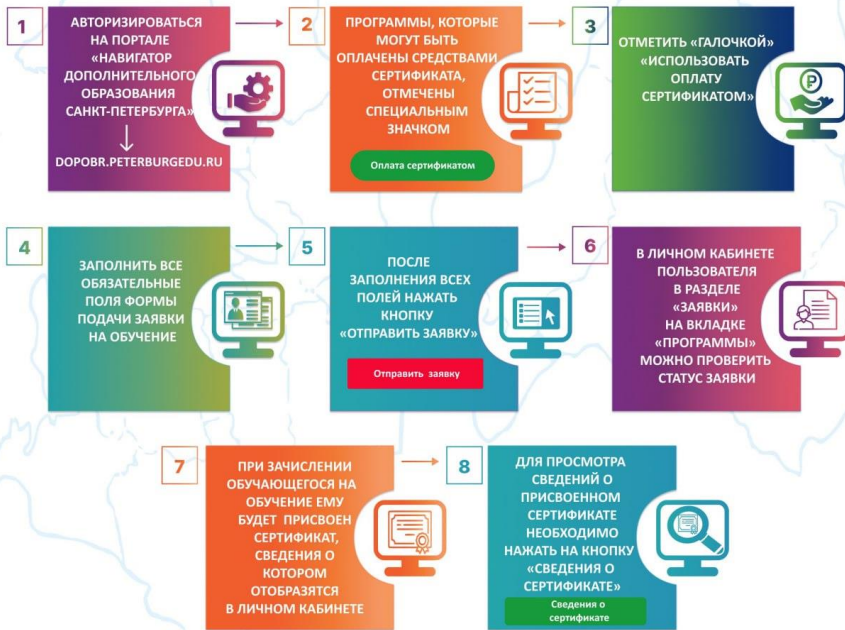 1
АВТОРИЗИРОВАТЬСЯ
НА ПОРТАЛЕ
«НАВИГАТОР
ДОПОЛНИТЕЛЬНОГО
ОБРАЗОВАНИЯ
САНКТ-ПЕТЕРБУРГА»
DOPOBR.PETERBURGEDU.RU
2
ПРОГРАММЫ, КОТОРЫЕ
МОГУТ БЫТЬ
ОПЛАЧЕНЫ СРЕДСТВАМИ
СЕРТИФИКАТА,
ОТМЕЧЕНЫ
СПЕЦИАЛЬНЫМ
ЗНАЧКОМ
Оплата сертификатом
3
ОТМЕТИТЬ «ГАЛОЧКОЙ»
«ИСПОЛЬЗОВАТЬ
ОПЛАТУ
СЕРТИФИКАТОМ»
4
ЗАПОЛНИТЬ ВСЕ
ОБЯЗАТЕЛЬНЫЕ
ПОЛЯ ФОРМЫ
ПОДАЧИ ЗАЯВКИ
НА ОБУЧЕНИЕ
5
ПОСЛЕ
ЗАПОЛНЕНИЯ ВСЕХ
ПОЛЕЙ НАЖАТЬ
КНОПКУ
«ОТПРАВИТЬ ЗАЯВКУ»
Отправить заявку
6
В ЛИЧНОМ КАБИНЕТЕ
ПОЛЬЗОВАТЕЛЯ
В РАЗДЕЛЕ
«ЗАЯВКИ»
НА ВКЛАДКЕ
«ПРОГРАММЫ»
МОЖНО ПРОВЕРИТЬ
СТАТУС ЗАЯВКИ
7
ПРИ ЗАЧИСЛЕНИИ
ОБУЧАЮЩЕГОСЯ НА
ОБУЧЕНИЕ ЕМУ
БУДЕТ ПРИСВОЕН
СЕРТИФИКАТ,
СВЕДЕНИЯ О
КОТОРОМ
ОТОБРАЗЯТСЯ
В ЛИЧНОМ КАБИНЕТЕ
8
ДЛЯ ПРОСМОТРА
СВЕДЕНИЙ О
ПРИСВОЕННОМ
СЕРТИФИКАТЕ
НЕОБХОДИМО
НАЖАТЬ НА КНОПКУ
«СВЕДЕНИЯ О
СЕРТИФИКАТЕ»
Сведения о
сертификате